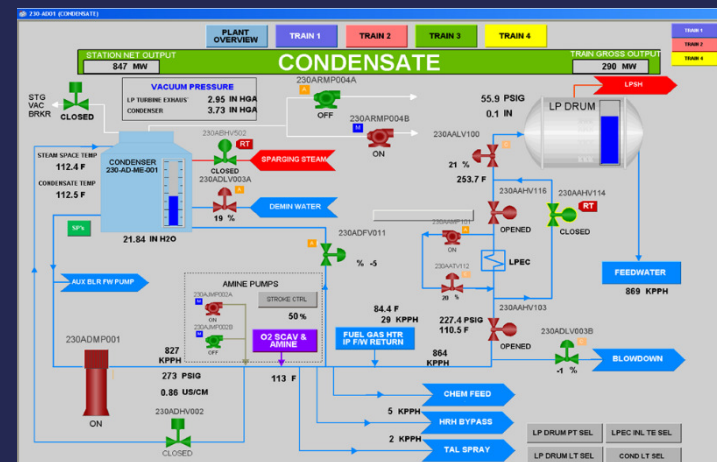 230-AD01 (CONDENSATE)
PLANT OVERVIEW
TRAIN 1
TRAIN 2
TRAIN 3
TRAIN 4
TRAIN 1
TRAIN 2
TRAIN 4
STATION NET OUTPUT
847 MW
CONDENSATE
TRAIN GROSS OUTPUT
290 MW
VACUUM PRESSURE
LP TURBINE EXHAUS' 2.95 IN HGA
CONDENSER 3.73 IN HGA
STG
VAC
BRKR
CLOSED
230ARMP004A
A
OFF
230ARMP004B
M
ON
55.9 PSIG
0.1 IN
LP DRUM
LPSH
230AALV100
21 %
253.7 F
230ABHV502
RT
CLOSED
SPARGING STEAM
STEAM SPACE TEMP
112.4 F
CONDENSATE TEMP
112.5 F
CONDENSER
230-AD-ME-001
230ADLV003A
A
19 %
DEMIN WATER
SP's
21.84 IN H2O
230ADFV011
A
% -5
230AAHV116
OPENED
230AAHV114
RT
CLOSED
230AAMP101
ON
LPEC
230AATV112
20 %
FEEDWATER
869 KPPH
AUX BLR FW PUMP
AMINE PUMPS
230AJMP002A
M
ON
STROKE CTRL
50 %
230AJMP002B
M
OFF
O2 SCAV & AMINE
84.4 F
29 KPPH
FUEL GAS HTR
IP F/W RETURN
227.4 PSIG
110.5 F
230AAHV103
OPENED
864
KPPH
230ADLV003B
-1 %
BLOWDOWN
230ADMP001
ON
827
KPPH
273 PSIG
0.86 US/CM
113 F
230ADHV002
CLOSED
CHEM FEED
5 KPPH
HRH BYPASS
2 KPPH
TAL SPRAY
LP DRUM PT SEL
LPEC INL TE SEL
LP DRUM LT SEL
COND LT SEL